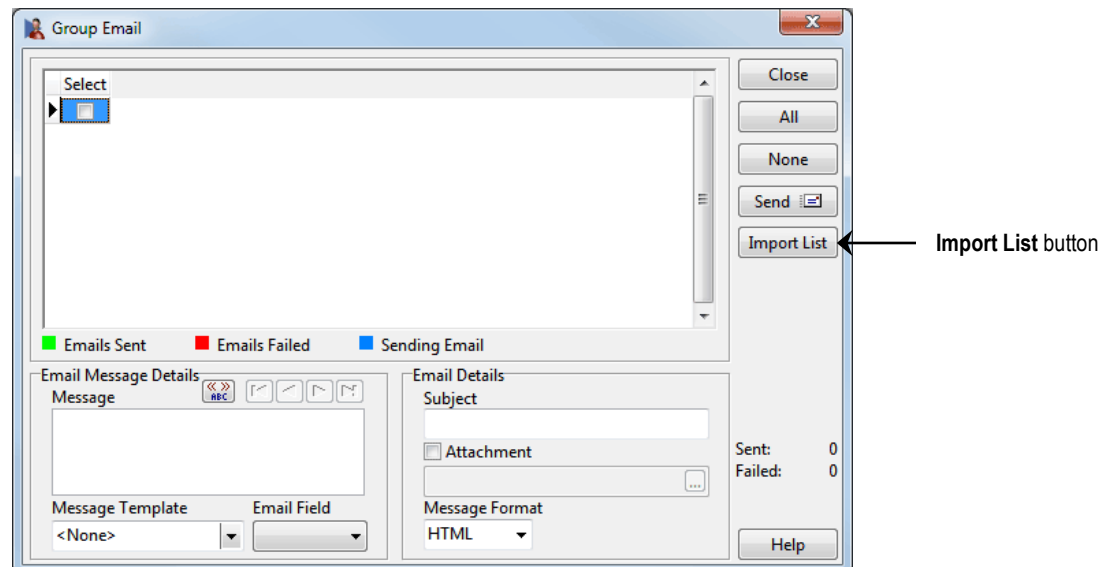 Group Email
Select
Close
All
None
Send
Import List
Import List button
Emails Sent Emails Failed Sending Email
Email Message Details
Message
«» ABC
Message Template Email Field
<None>
Email Details
Subject
Attachment
...
Message Format
HTML
Sent: 0
Failed: 0
Help